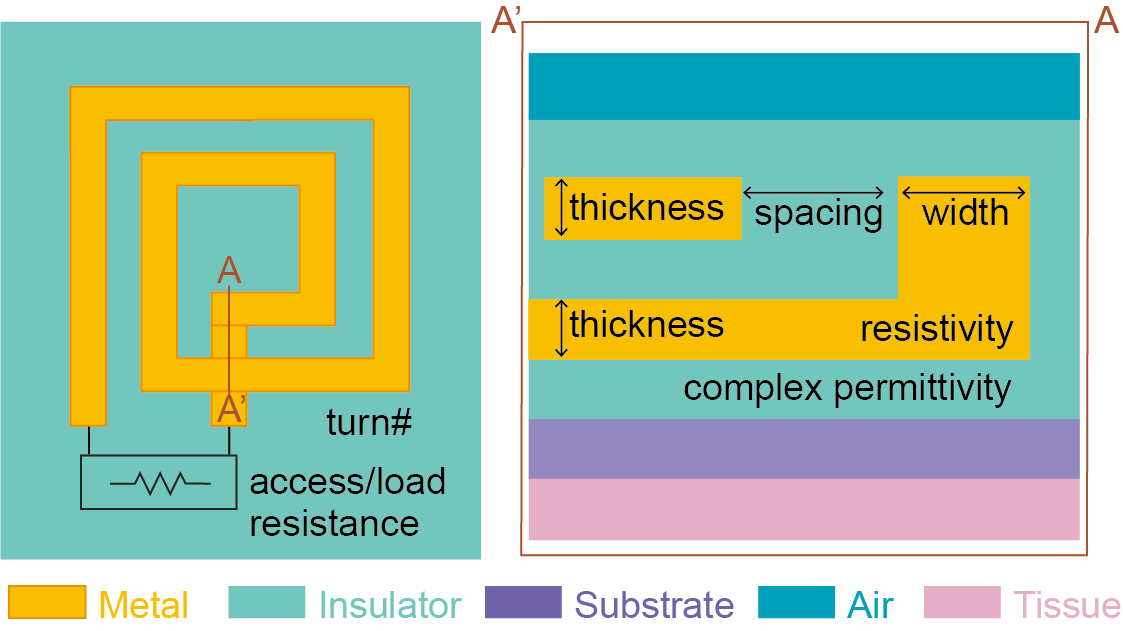 A
A’
turn#
access/load
resistance
A’
A
thickness
spacing
width
thickness
resistivity
complex permittivity
Metal
Insulator
Substrate
Air
Tissue